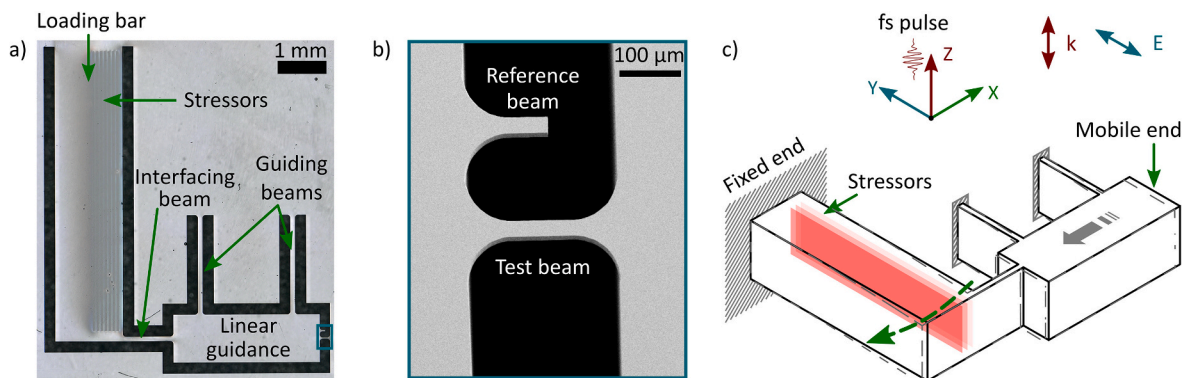 a)
Loading bar
1 mm
Stressors
Interfacing
beam
Guiding
beams
Linear
guidance
b)
100 µm
Reference
beam
Test beam
c)
fs pulse
Z
Y
X
k
E
Mobile end
Fixed end
Stressors